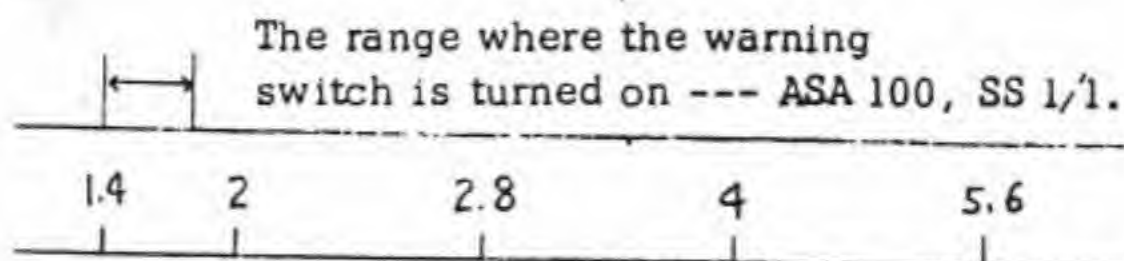 The range where the warning
switch is turned on --- ASA 100, SS 1/1.
1.4 2 2.8 4 5.6